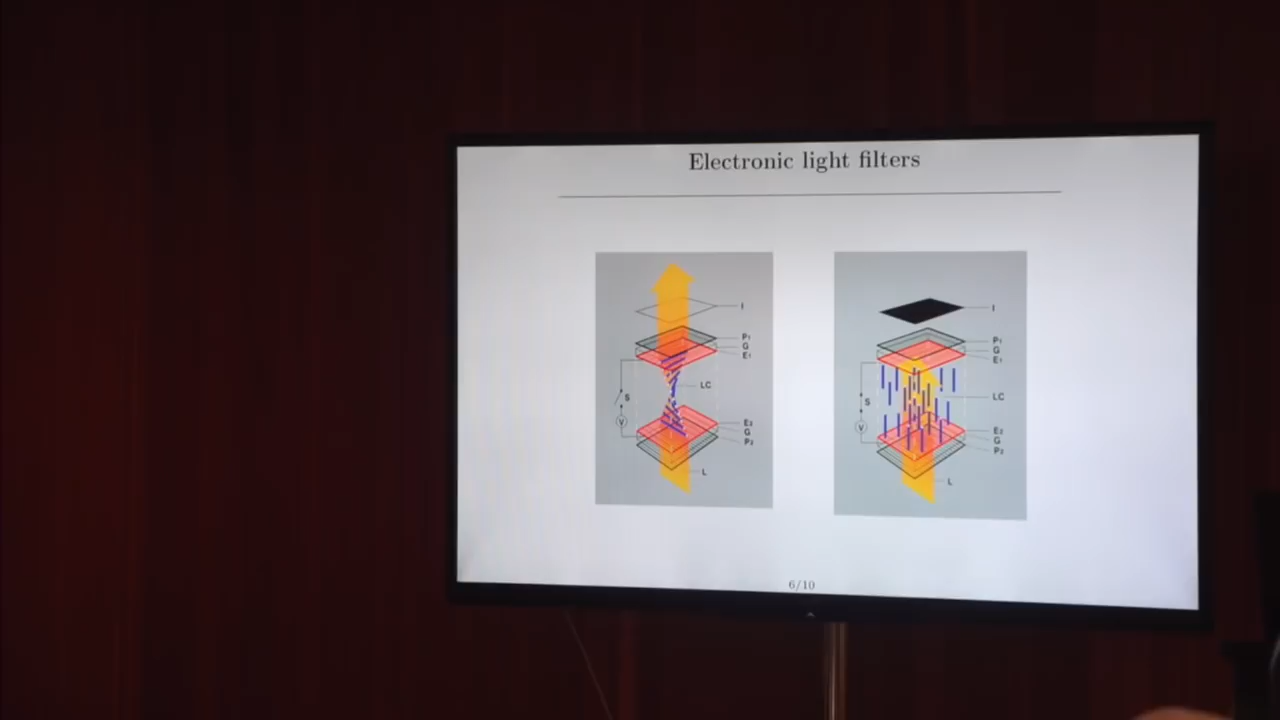 Electronic light filters
I
P₁
G
E₁
LC
S
V
E₂
G
P₂
L
I
P₁
G
E₁
LC
S
V
E₂
G
P₂
L
6/10